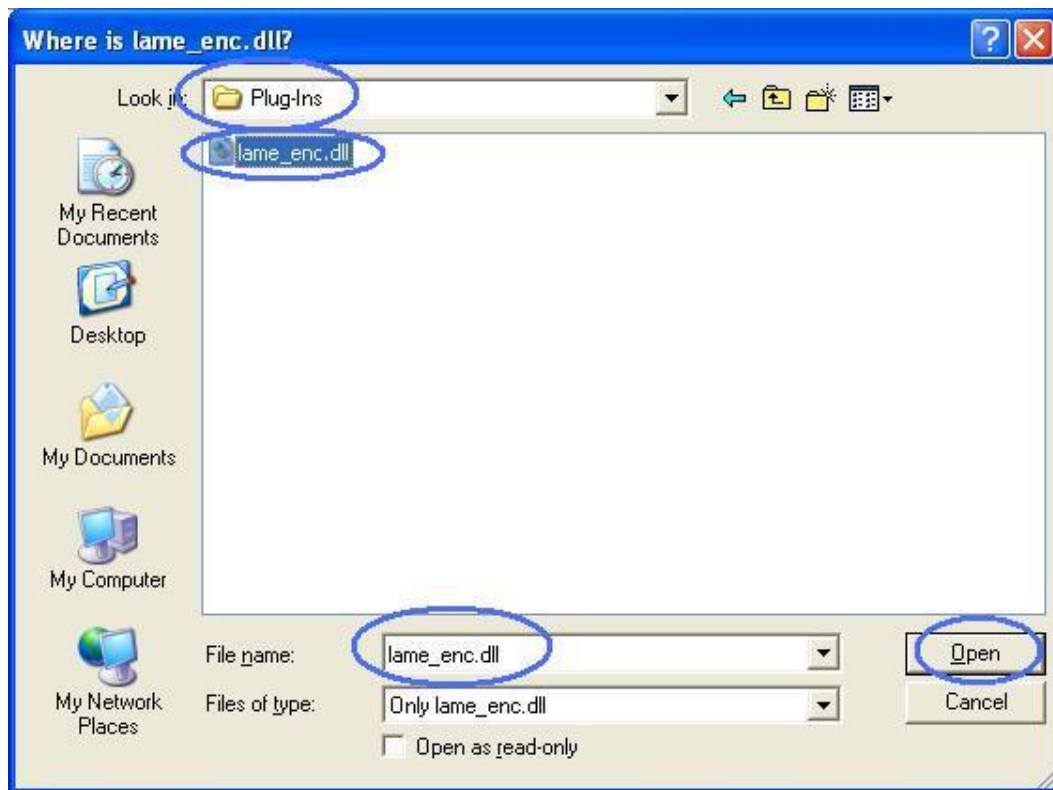 Where is lame_enc.dll?
Look in:
Plug-Ins
lame_enc.dll
My Recent
Documents
Desktop
My Documents
My Computer
My Network
Places
File name:
lame_enc.dll
Open
Files of type:
Only lame_enc.dll
Cancel
Open as read-only